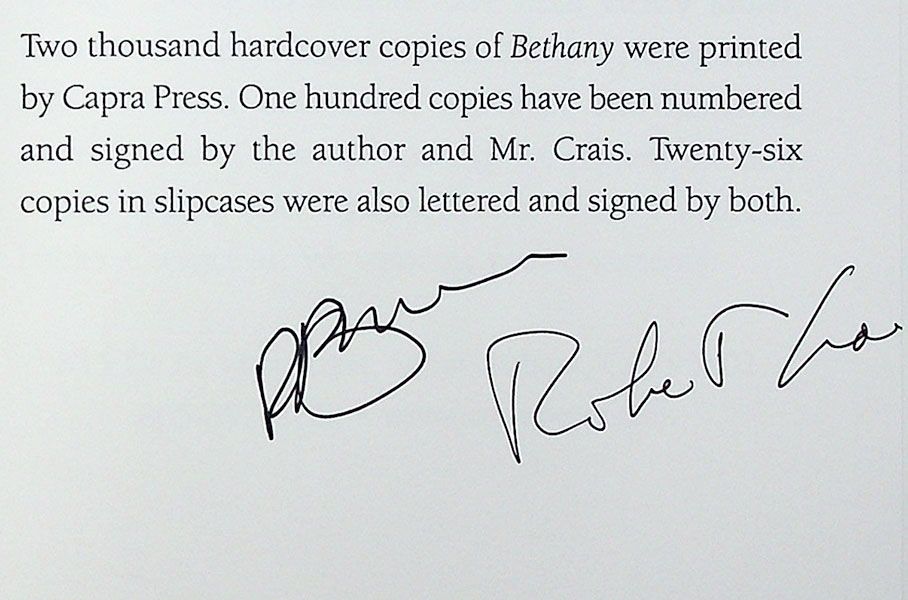 Two thousand hardcover copies of Bethany were printed
by Capra Press. One hundred copies have been numbered
and signed by the author and Mr. Crais. Twenty-six
copies in slipcases were also lettered and signed by both.
Robert